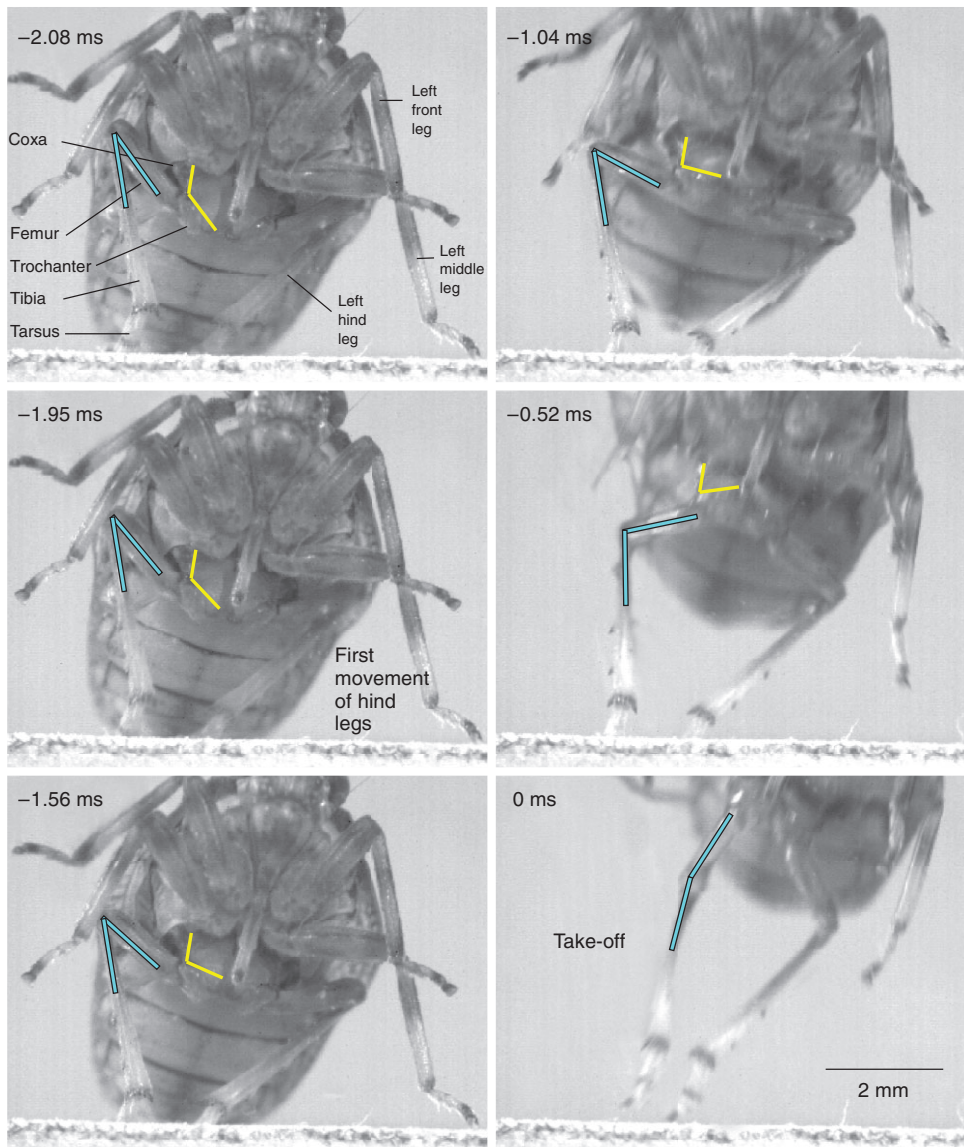 −2.08 ms
Left
front
leg
Coxa
Femur
Trochanter
Tibia
Tarsus
Left
middle
leg
Left
hind
leg
−1.95 ms
First
movement
of hind
legs
−1.56 ms
−1.04 ms
−0.52 ms
0 ms
Take-off
2 mm